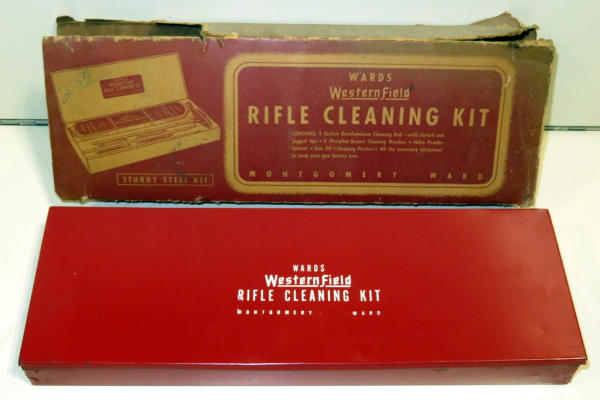 WARDS
Western Field
RIFLE CLEANING KIT
CONTAINS: 3 Section Duraluminum Cleaning Rod—with slotted and
jagged tips • 2 Phosphor Bronze Cleaning Brushes • Nitro Powder
Solvent • Gun Oil • Cleaning Patches • All the necessary equipment
to keep your gun factory new.
MONTGOMERY WARD
STURDY STEEL KIT
WARDS
Western Field
RIFLE CLEANING KIT
MONTGOMERY WARD